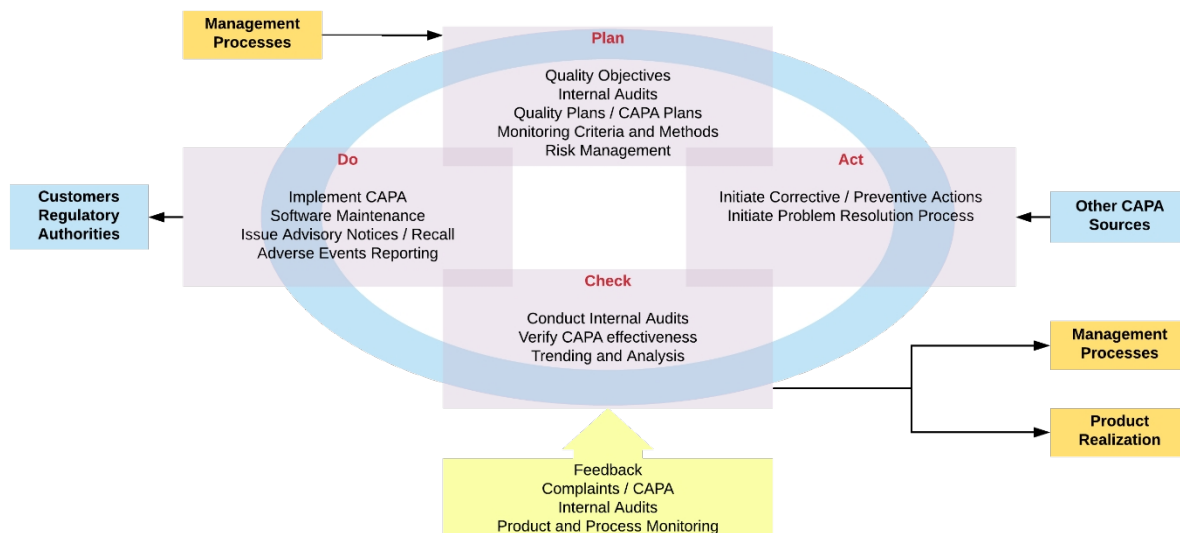 Management
Processes
Plan
Quality Objectives
Internal Audits
Quality Plans / CAPA Plans
Monitoring Criteria and Methods
Risk Management
Do
Implement CAPA
Software Maintenance
Issue Advisory Notices / Recall
Adverse Events Reporting
Act
Initiate Corrective / Preventive Actions
Initiate Problem Resolution Process
Customers
Regulatory
Authorities
Other CAPA
Sources
Check
Conduct Internal Audits
Verify CAPA effectiveness
Trending and Analysis
Management
Processes
Product
Realization
Feedback
Complaints / CAPA
Internal Audits
Product and Process Monitoring